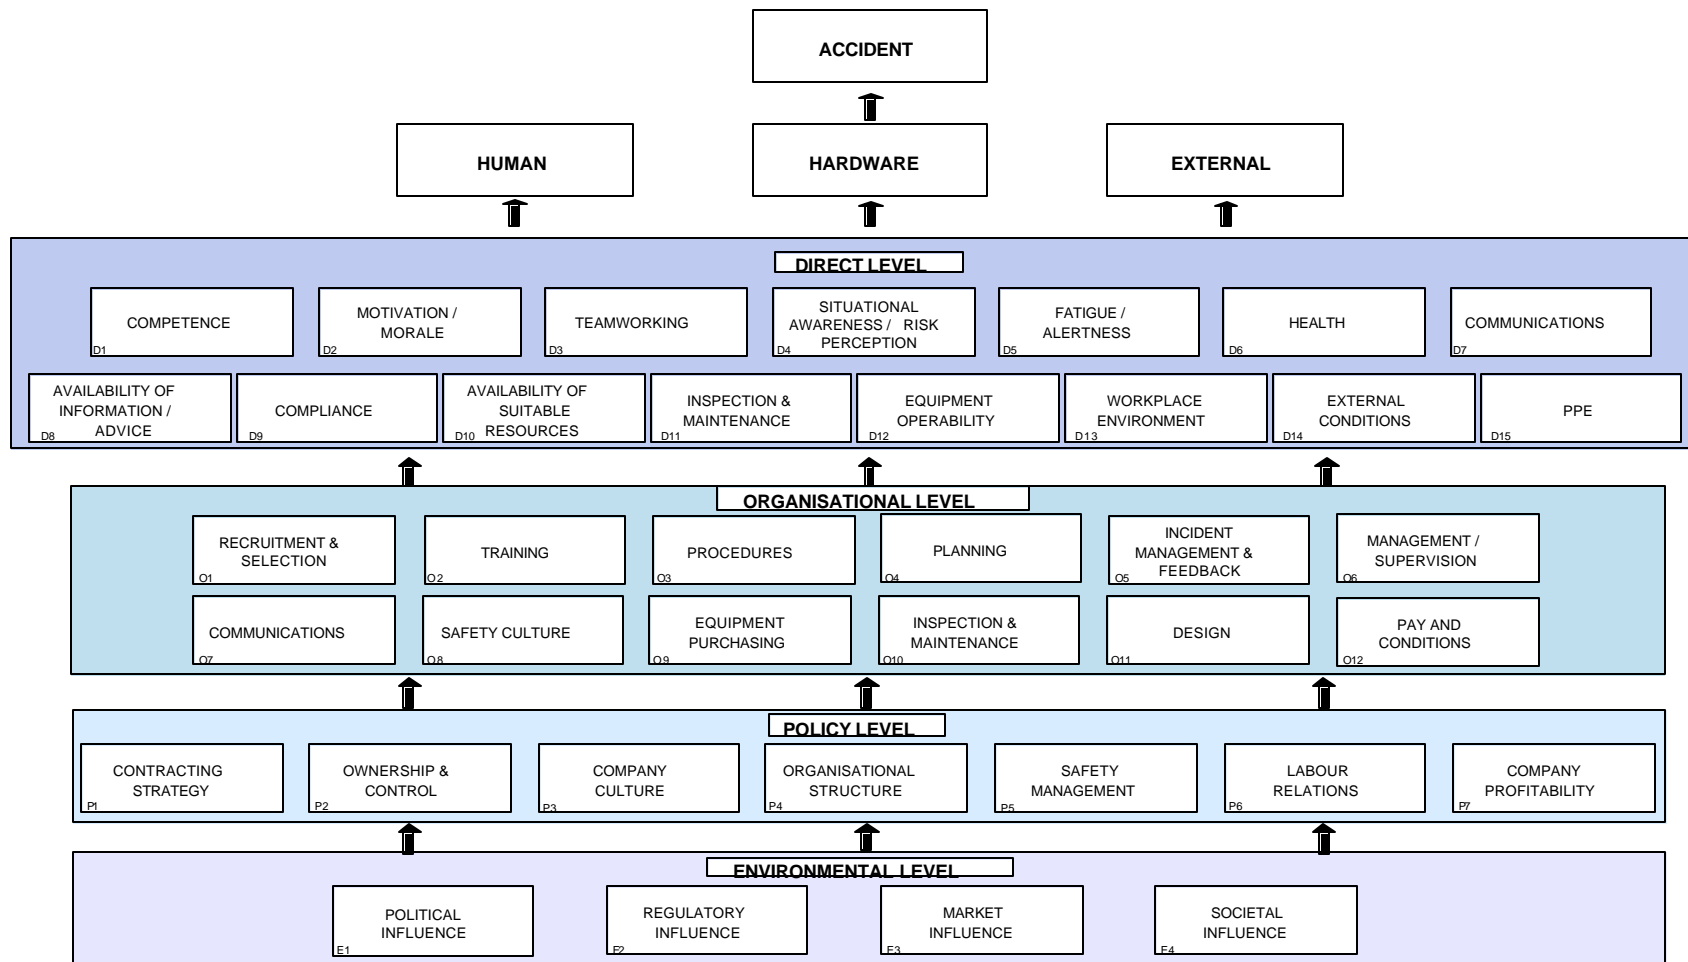 ACCIDENT
HUMAN
HARDWARE
EXTERNAL
DIRECT LEVEL
COMPETENCE
D1
MOTIVATION /
MORALE
D2
TEAMWORKING
D3
SITUATIONAL
AWARENESS / RISK
PERCEPTION
D4
FATIGUE /
ALERTNESS
D5
HEALTH
D6
COMMUNICATIONS
D7
AVAILABILITY OF
INFORMATION /
ADVICE
D8
COMPLIANCE
D9
AVAILABILITY OF
SUITABLE
RESOURCES
D10
INSPECTION &
MAINTENANCE
D11
EQUIPMENT
OPERABILITY
D12
WORKPLACE
ENVIRONMENT
D13
EXTERNAL
CONDITIONS
D14
PPE
D15
ORGANISATIONAL LEVEL
RECRUITMENT &
SELECTION
O1
TRAINING
O2
PROCEDURES
O3
PLANNING
O4
INCIDENT
MANAGEMENT &
FEEDBACK
O5
MANAGEMENT /
SUPERVISION
O6
COMMUNICATIONS
O7
SAFETY CULTURE
O8
EQUIPMENT
PURCHASING
O9
INSPECTION &
MAINTENANCE
O10
DESIGN
O11
PAY AND
CONDITIONS
O12
POLICY LEVEL
CONTRACTING
STRATEGY
P1
OWNERSHIP &
CONTROL
P2
COMPANY
CULTURE
P3
ORGANISATIONAL
STRUCTURE
P4
SAFETY
MANAGEMENT
P5
LABOUR
RELATIONS
P6
COMPANY
PROFITABILITY
P7
ENVIRONMENTAL LEVEL
POLITICAL
INFLUENCE
E1
REGULATORY
INFLUENCE
E2
MARKET
INFLUENCE
E3
SOCIETAL
INFLUENCE
E4